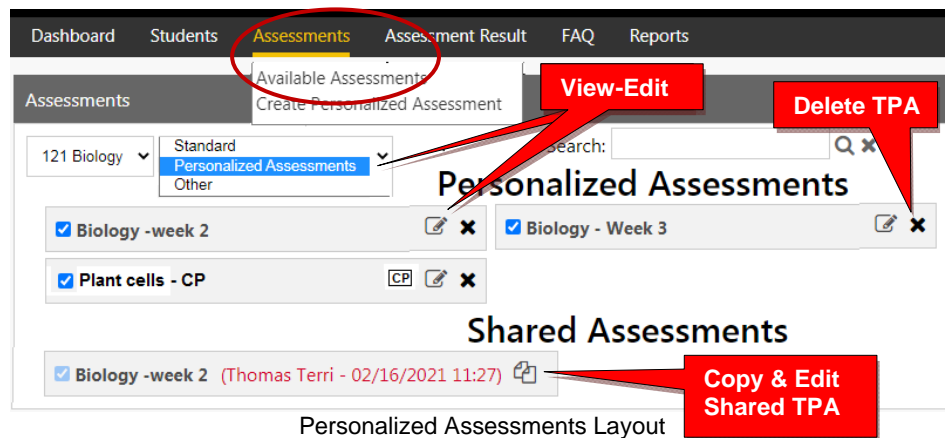 Dashboard Students Assessments Assessment Result FAQ Reports
Available Assessments
Create Personalized Assessment
View-Edit
Delete TPA
Assessments
121 Biology
Standard
Personalized Assessments
Other
Search:
Personalized Assessments
Biology -week 2
Biology - Week 3
Plant cells - CP
CP
Shared Assessments
Biology -week 2 (Thomas Terri - 02/16/2021 11:27)
Copy & Edit
Shared TPA
Personalized Assessments Layout